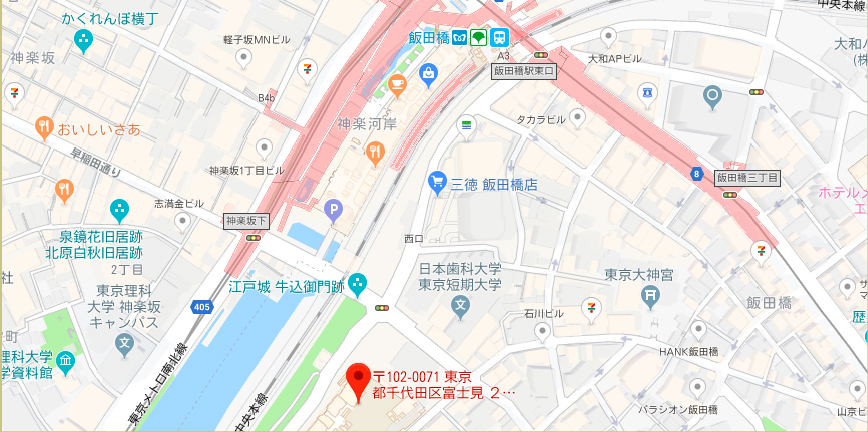 かくれんぼ横丁
中央本線
飯田橋
軽子坂MNビル
神楽坂
A3
大和APビル
飯田橋駅東口
B4b
おいしいさあ
神楽河岸
タカラビル
早稲田通り
神楽坂1丁目ビル
8
飯田橋三丁目
三徳 飯田橋店
志満金ビル
神楽坂下
P
泉鏡花旧居跡
北原白秋旧居跡
西口
2丁目
日本歯科大学
東京短期大学
東京大神宮
東京理科
大学 神楽坂
キャンパス
江戸城 牛込御門跡
405
飯田橋
石川ビル
理科大学
学資料館
HANK飯田橋
東京メトロ南北線
〒102-0071 東京
都千代田区富士見 2…
中央本線
パラシオン飯田橋
山京ビ